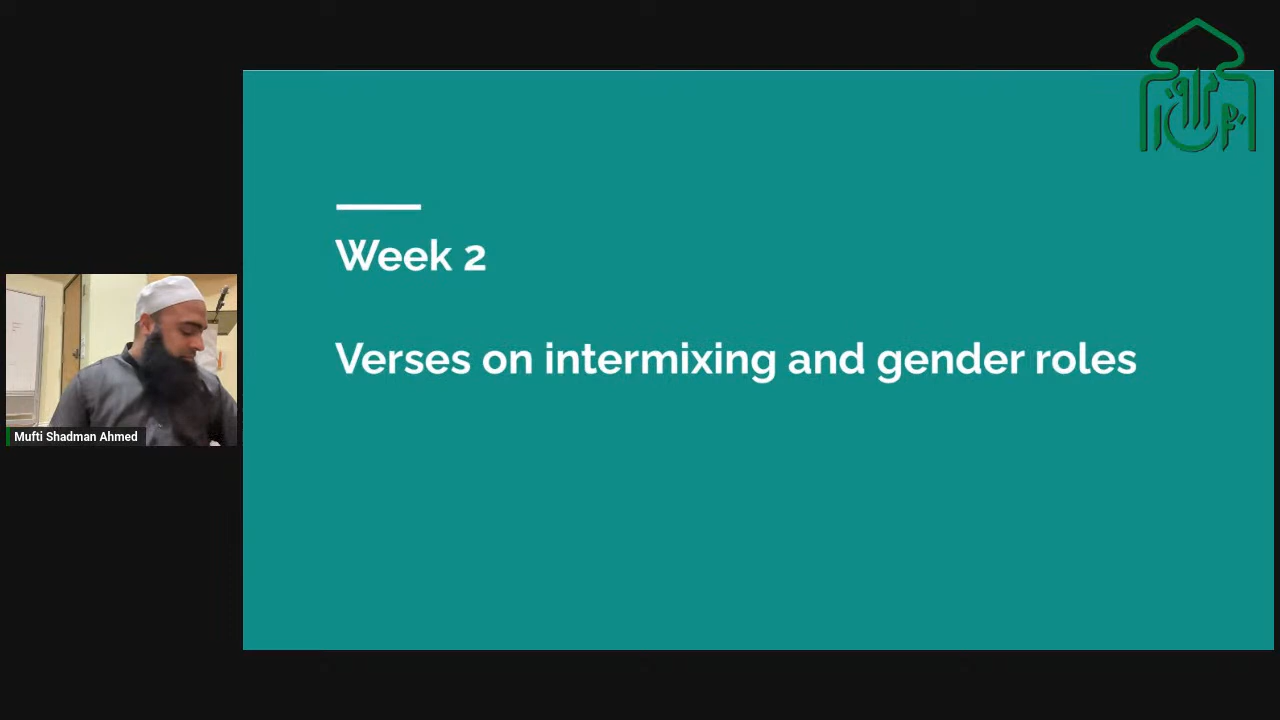 Week 2
Verses on intermixing and gender roles
Mufti Shadman Ahmed